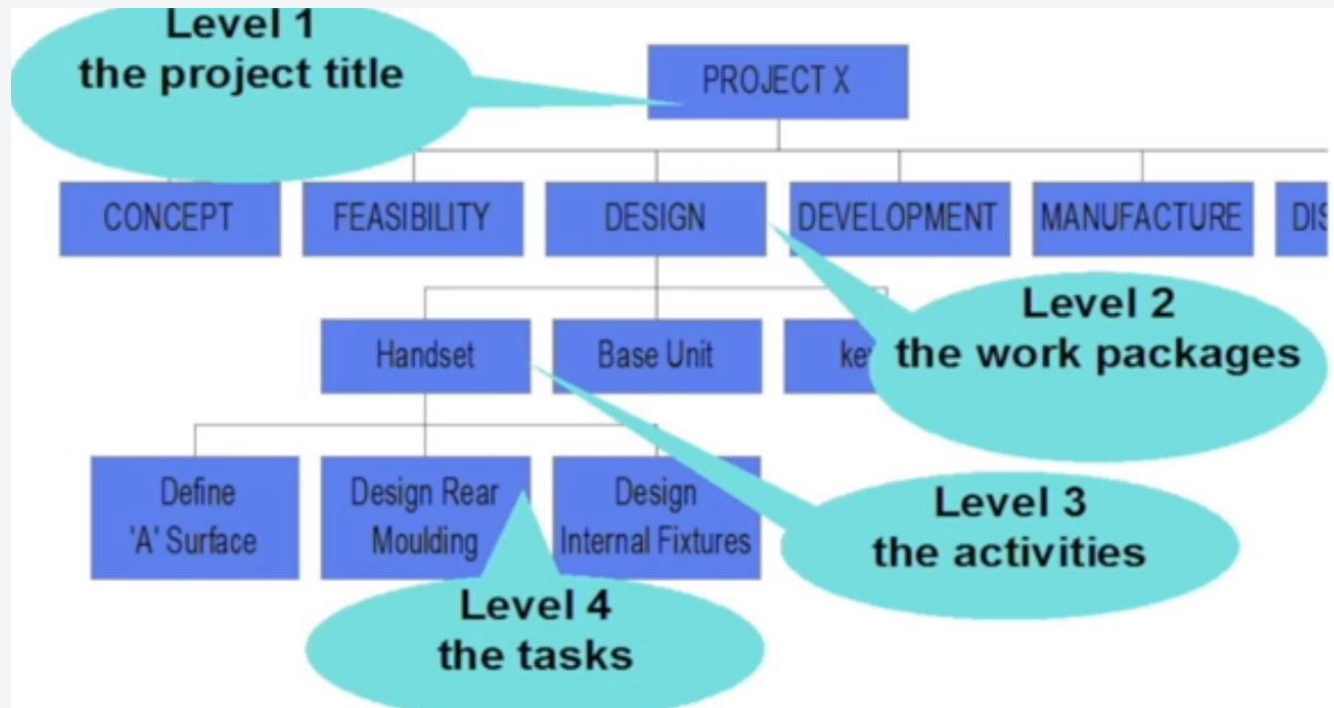 Level 1
the project title
PROJECT X
CONCEPT
FEASIBILITY
DESIGN
DEVELOPMENT
MANUFACTURE
Level 2
the work packages
Handset
Base Unit
Define
'A' Surface
Design Rear
Moulding
Design
Internal Fixtures
Level 3
the activities
Level 4
the tasks